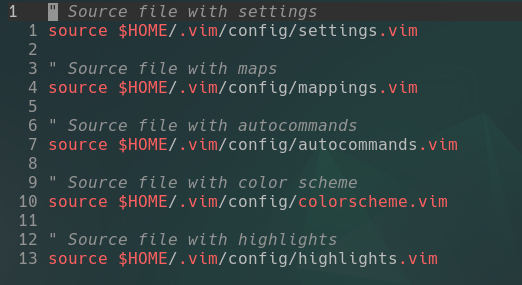 1 " Source file with settings
1 source $HOME/.vim/config/settings.vim
2
3 " Source file with maps
4 source $HOME/.vim/config/mappings.vim
5
6 " Source file with autocommands
7 source $HOME/.vim/config/autocommands.vim
8
9 " Source file with color scheme
10 source $HOME/.vim/config/colorscheme.vim
11
12 " Source file with highlights
13 source $HOME/.vim/config/highlights.vim